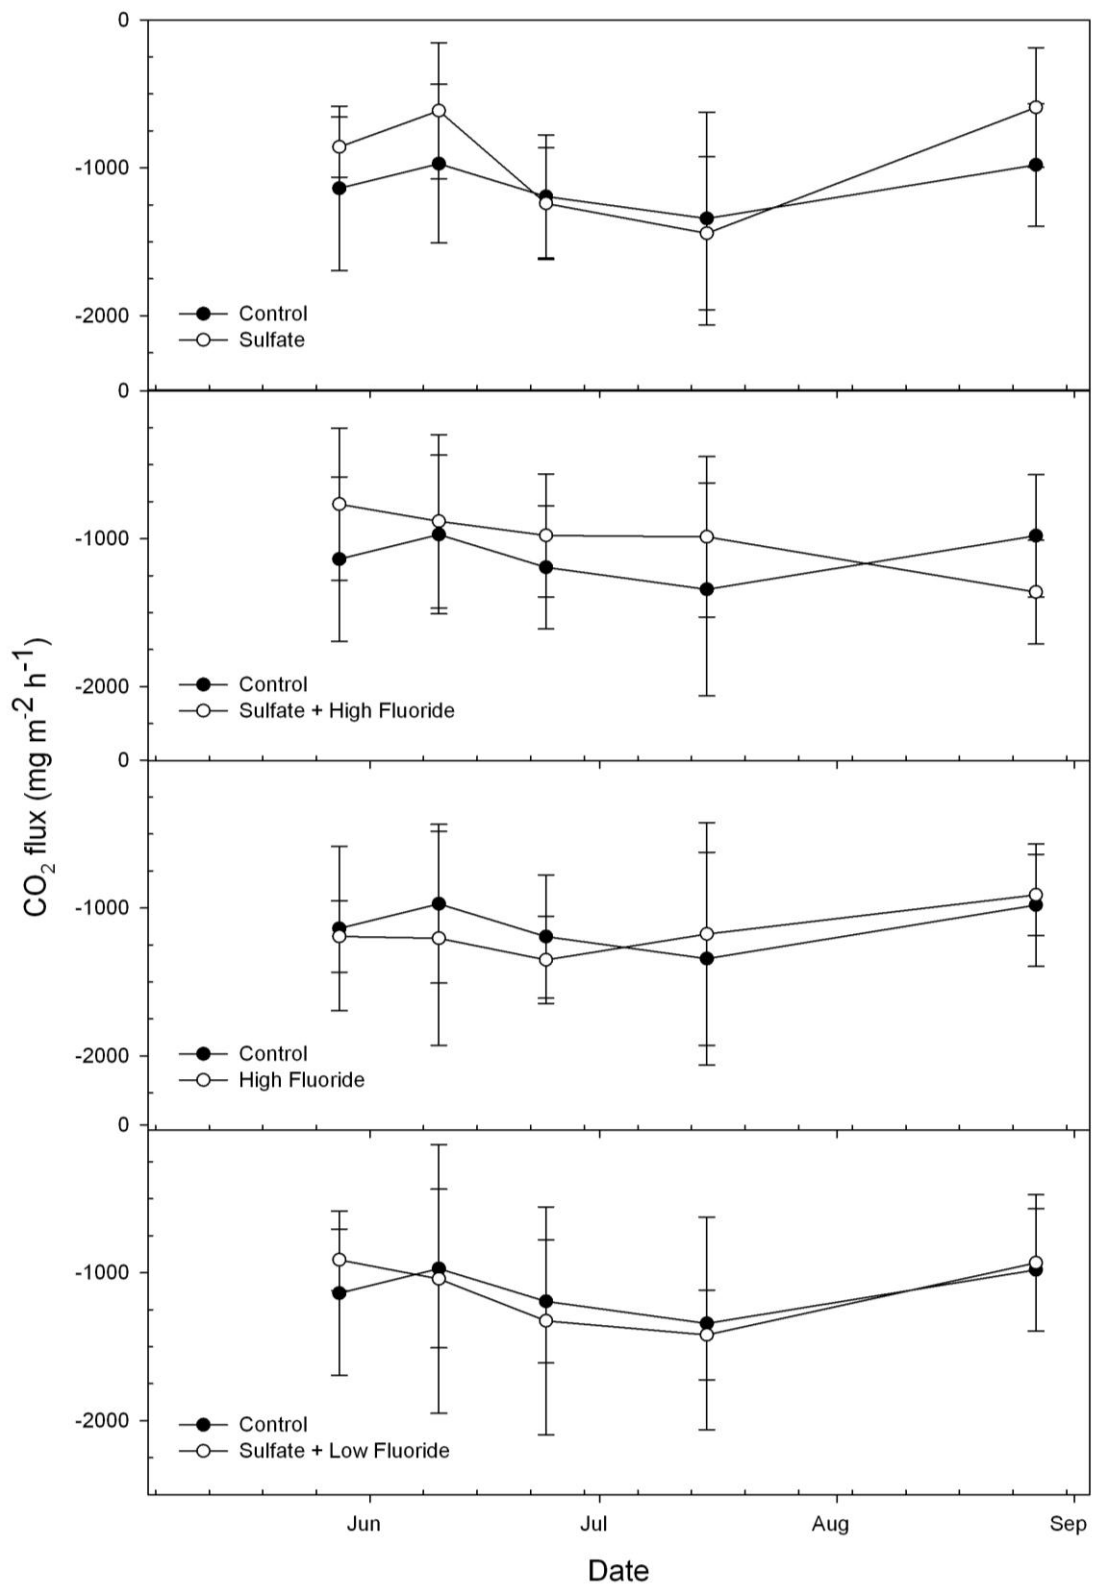 0
-1000
-2000
Control
Sulfate
0
-1000
-2000
Control
Sulfate + High Fluoride
0
-1000
-2000
Control
High Fluoride
0
-1000
-2000
Control
Sulfate + Low Fluoride
CO2 flux (mg m-2 h-1)
Jun Jul Aug Sep
Date